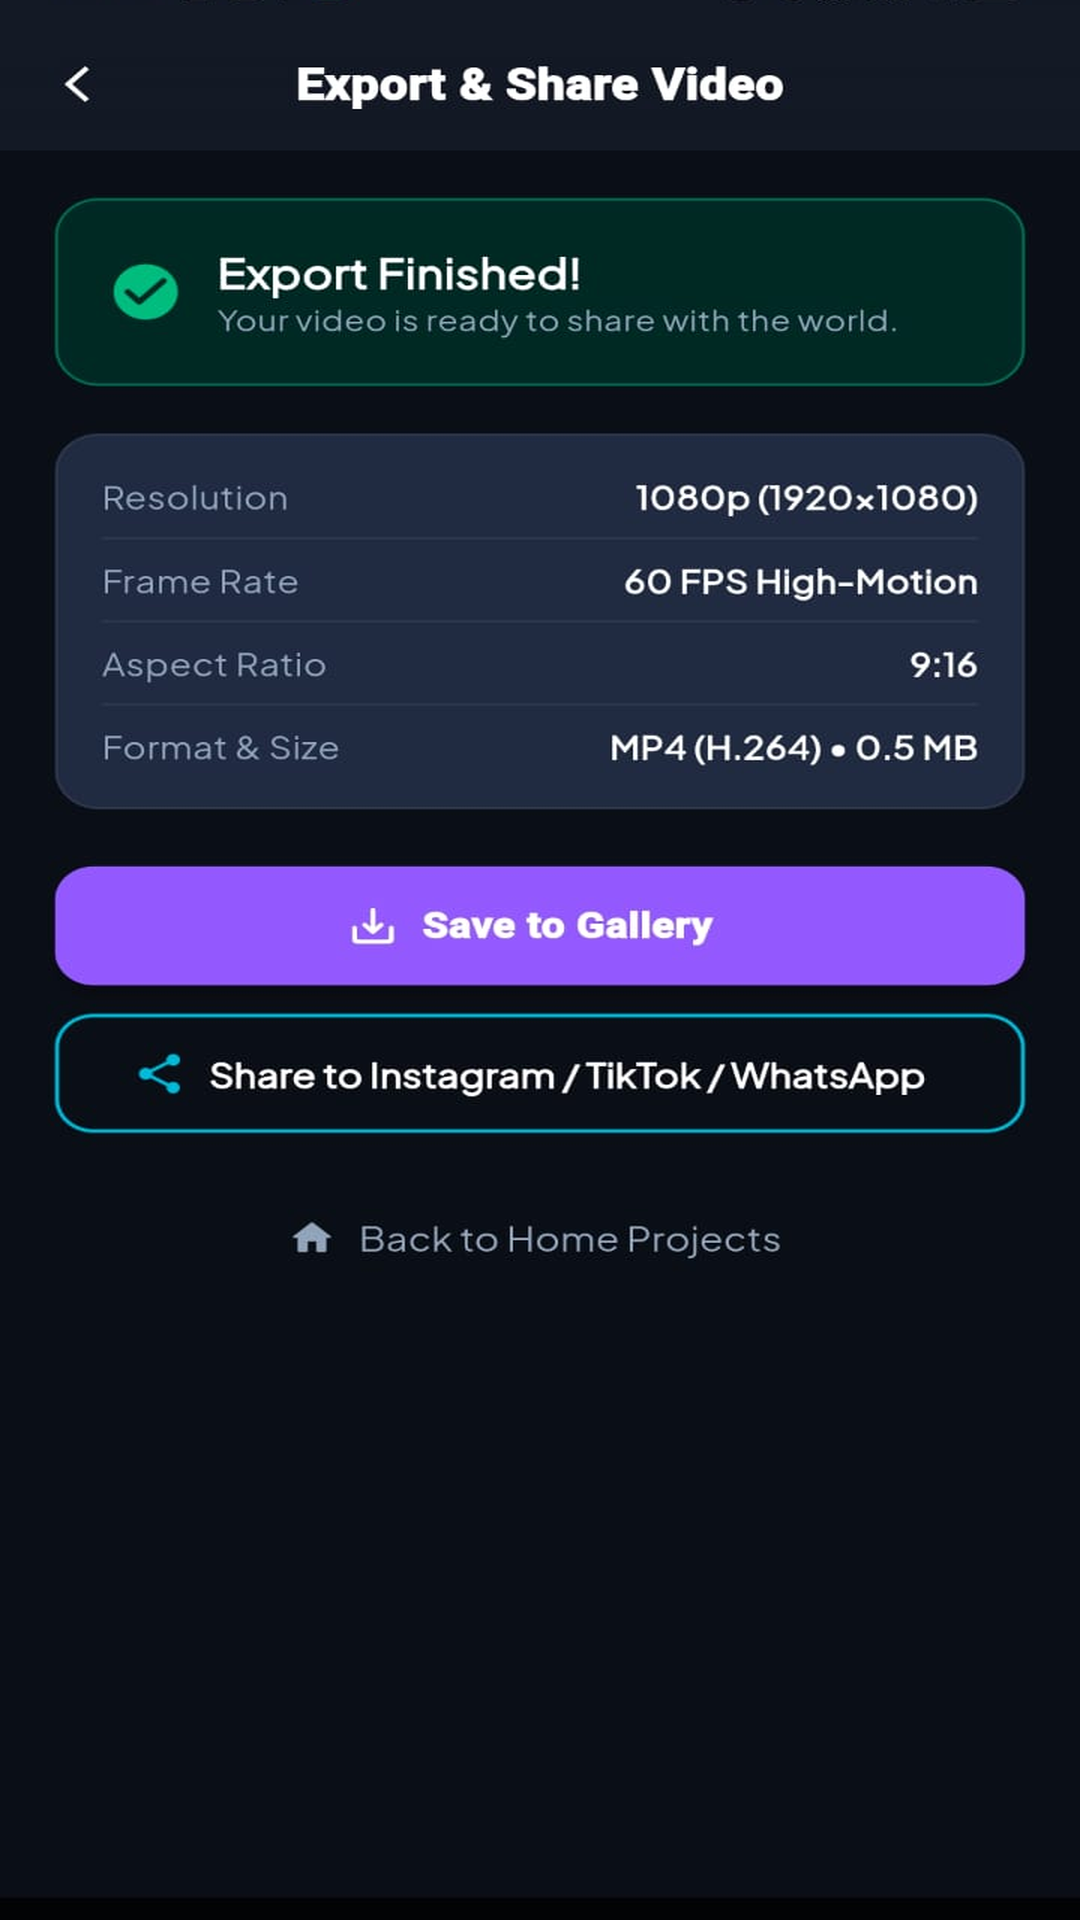 Export & Share Video
Export Finished!
Your video is ready to share with the world.
Resolution 1080p (1920×1080)
Frame Rate 60 FPS High-Motion
Aspect Ratio 9:16
Format & Size MP4 (H.264) • 0.5 MB
Save to Gallery
Share to Instagram / TikTok / WhatsApp
Back to Home Projects